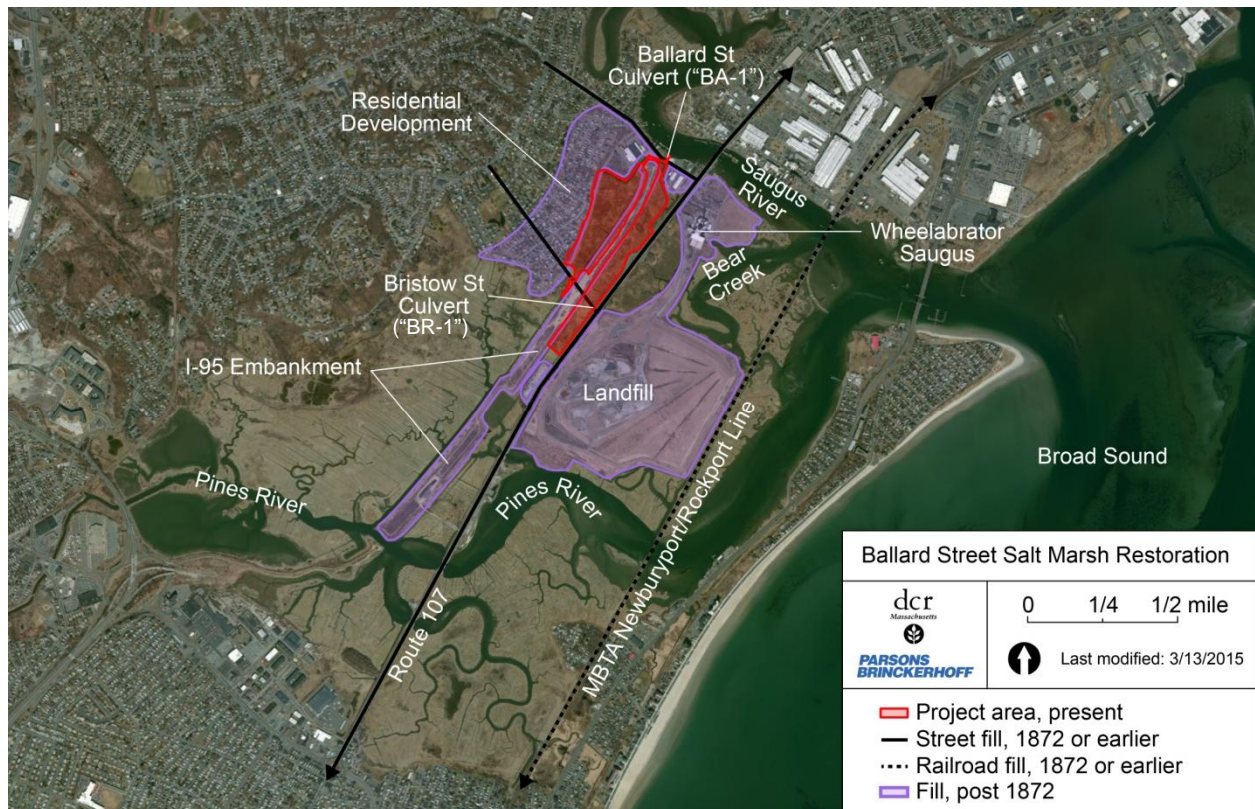 Ballard St
Culvert ("BA-1")
Residential
Development
Saugus
River
Wheelabrator
Saugus
Bear
Creek
Bristow St
Culvert
("BR-1")
I-95 Embankment
Landfill
Broad Sound
Pines River
Pines River
Route 107
MBTA Newburyport/Rockport Line
Ballard Street Salt Marsh Restoration
dcr
Massachusetts
PARSONS
BRINCKERHOFF
0 1/4 1/2 mile
Last modified: 3/13/2015
Project area, present
Street fill, 1872 or earlier
Railroad fill, 1872 or earlier
Fill, post 1872